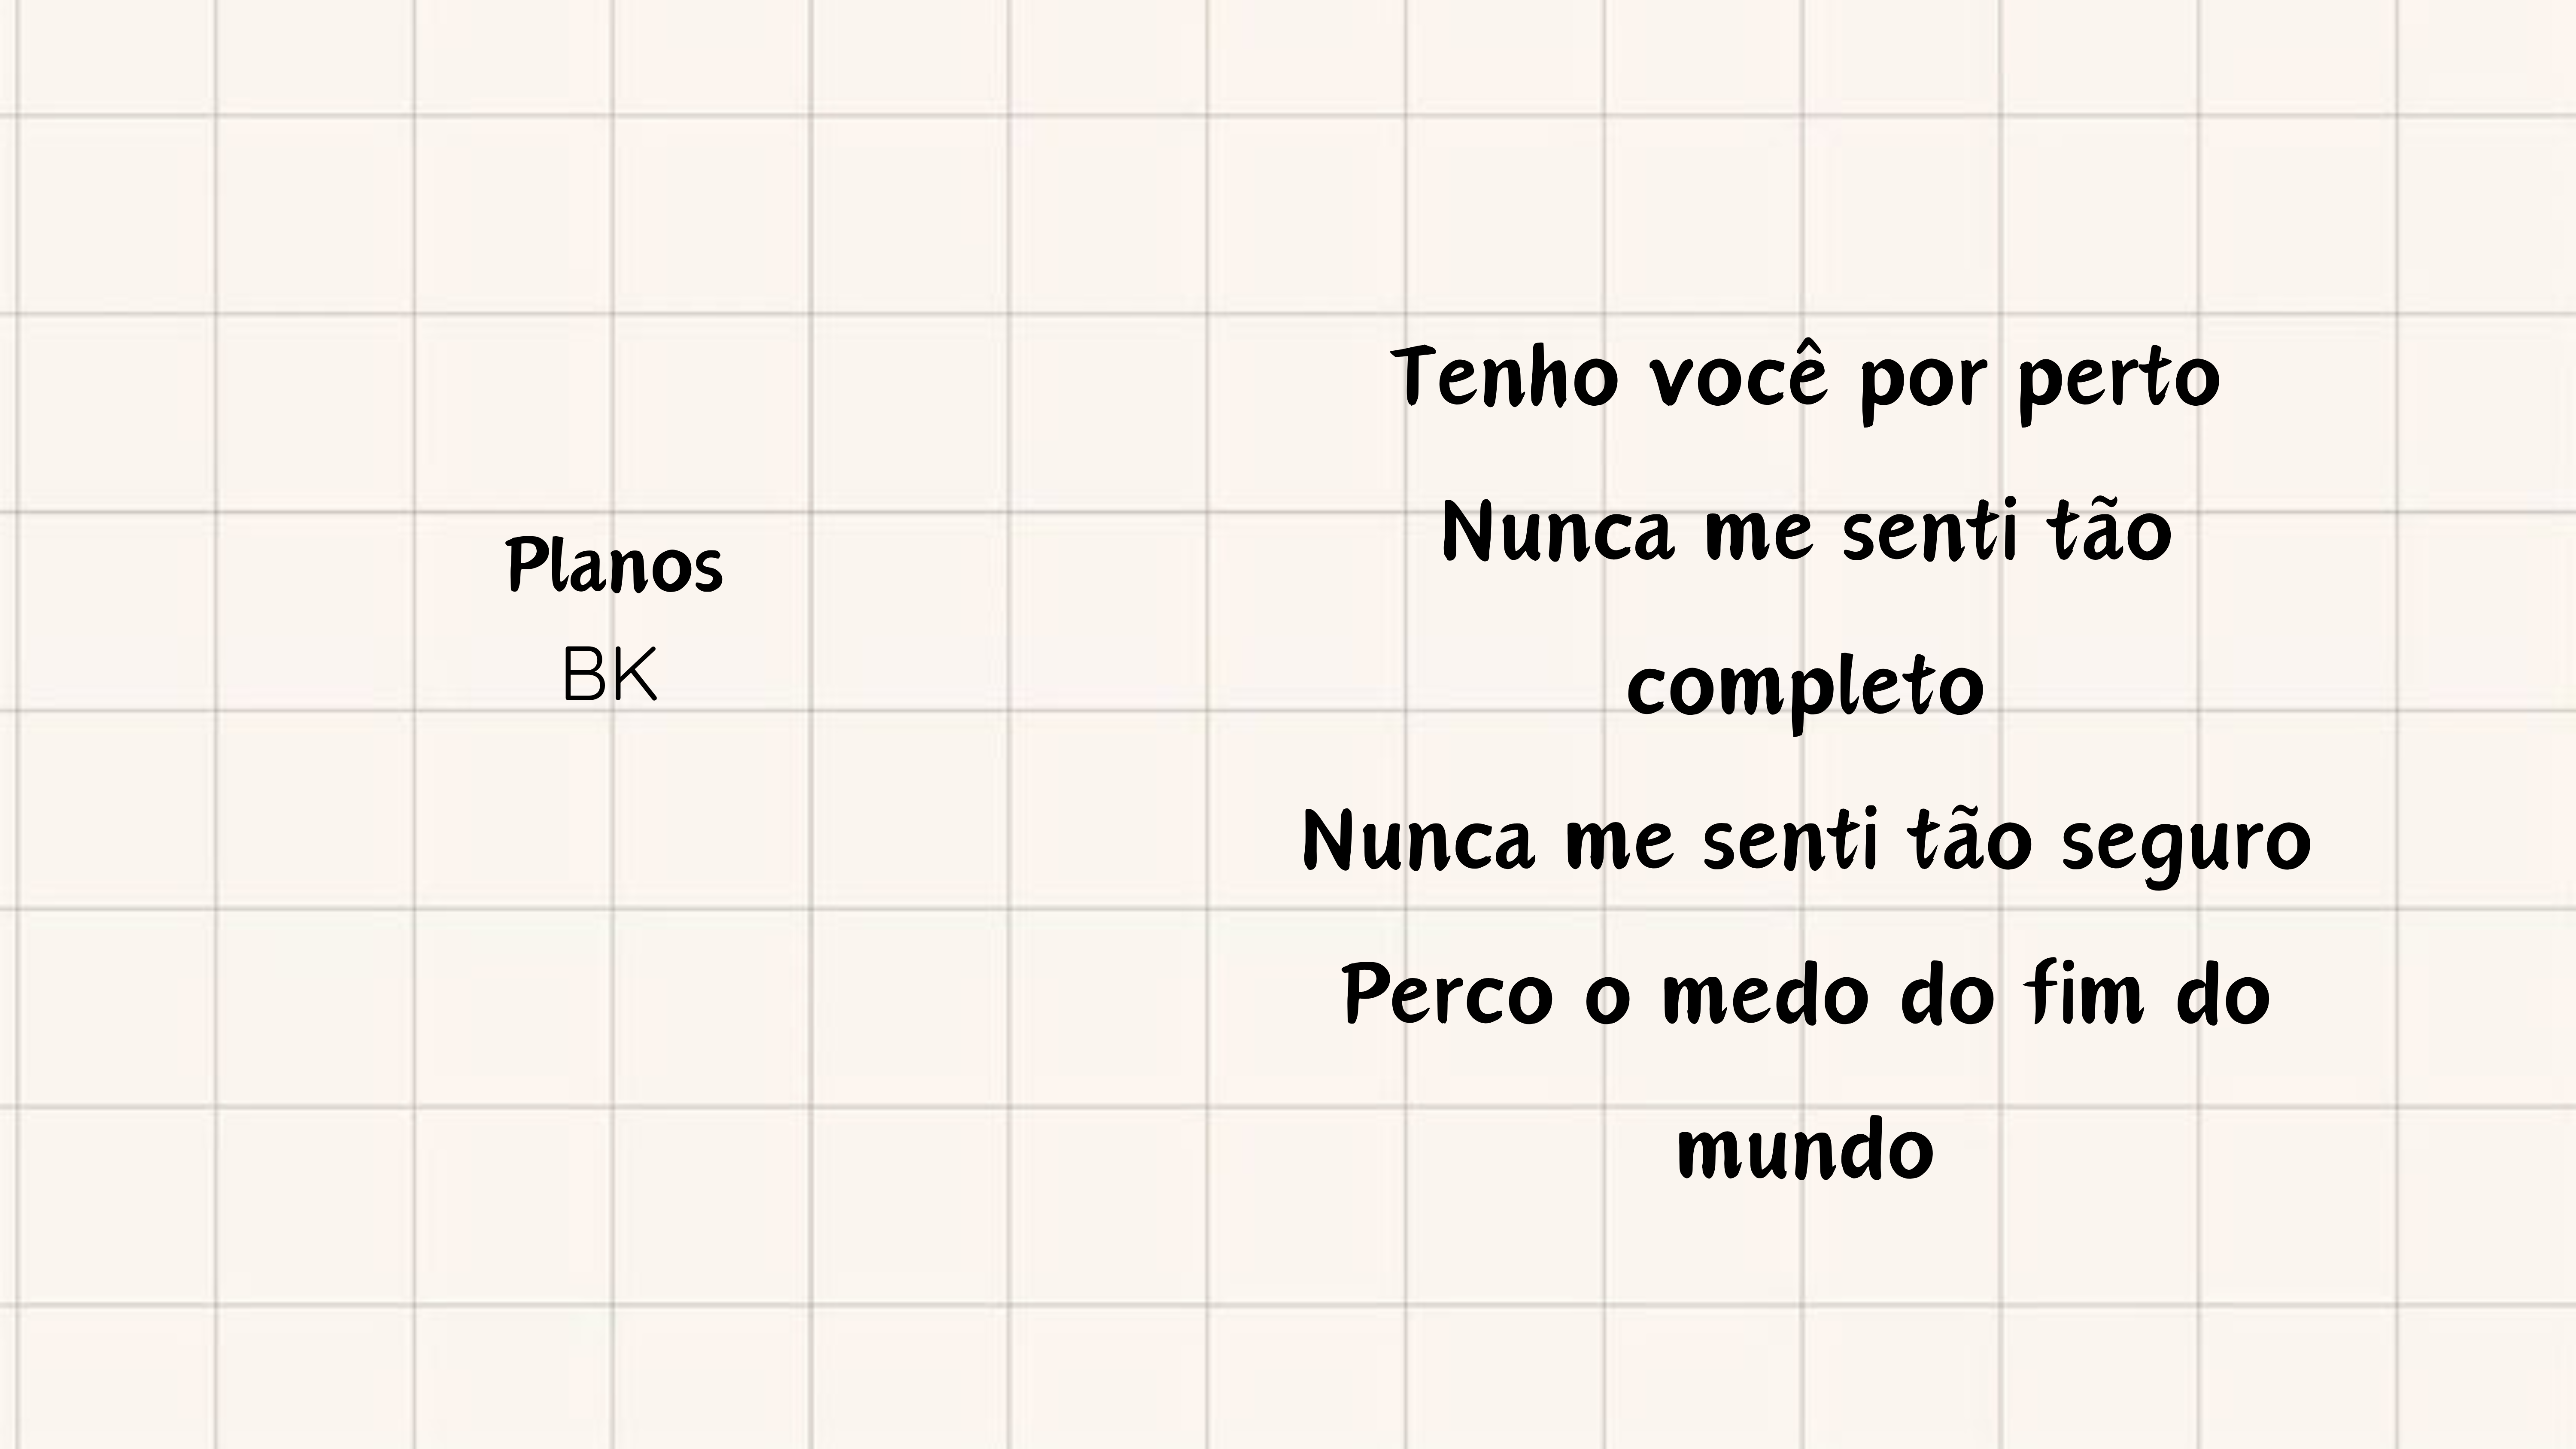 Planos
BK
Tenho você por perto
Nunca me senti tão
completo
Nunca me senti tão seguro
Perco o medo do fim do
mundo